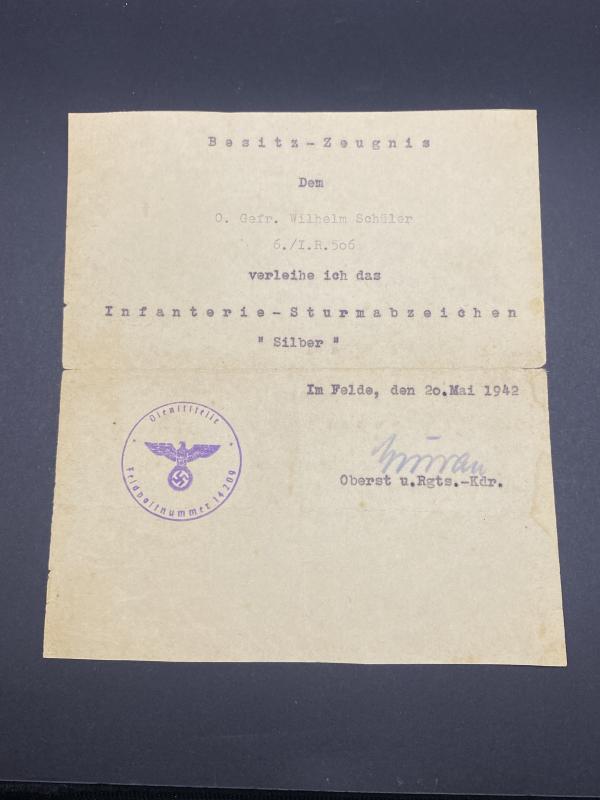 Besitz-Zeugnis
Dem
O. Gefr. Wilhelm Schüler
6./I.R.506
verleihe ich das
Infanterie-Sturmabzeichen
" Silber "
Im Felde, den 20.Mai 1942
Oberst u.Rgts.-Kdr.
Dienststelle
Feldpostnummer 14209